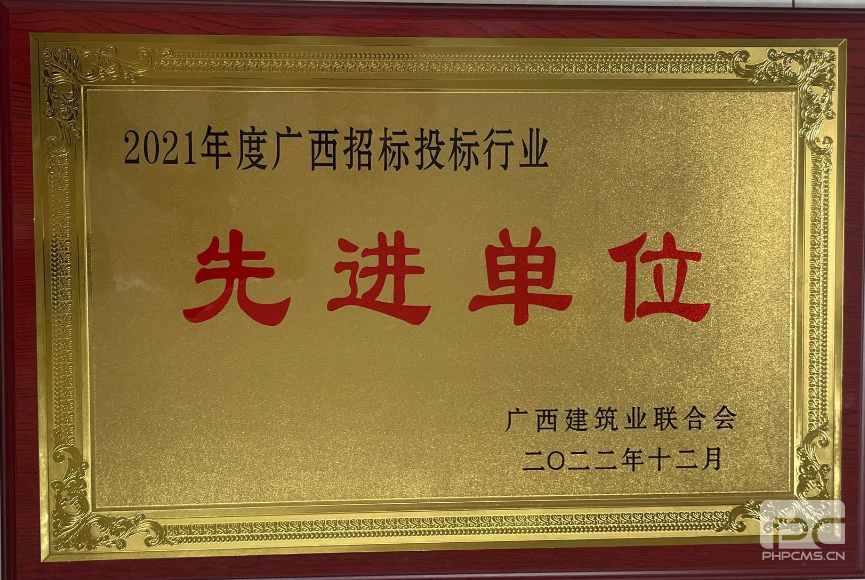 2021年度广西招标投标行业
先进单位
广西建筑业联合会
二〇二二年十二月
PHPCMS.CN